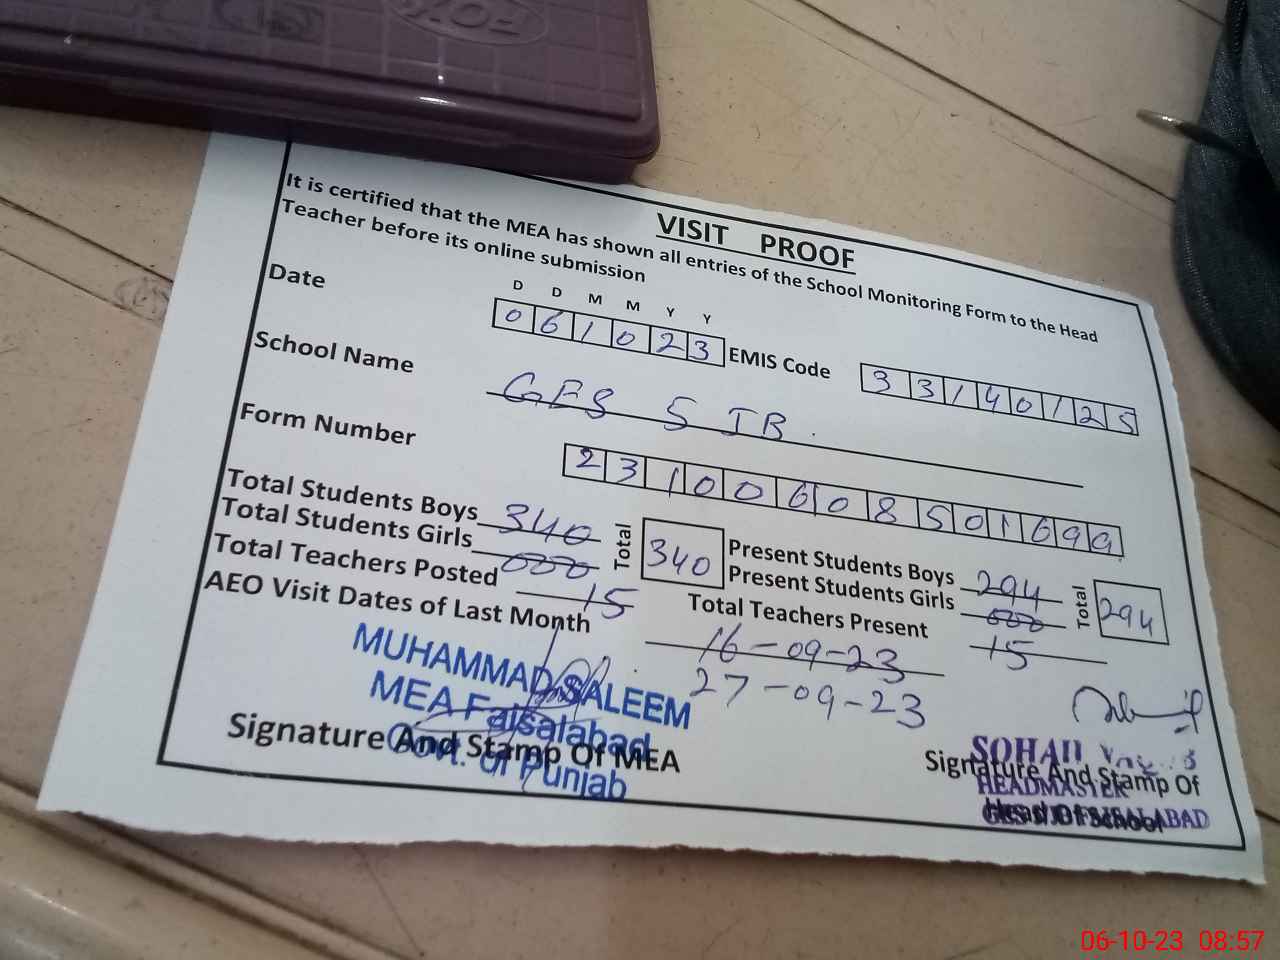 VISIT PROOF
It is certified that the MEA has shown all entries of the School Monitoring Form to the Head
Teacher before its online submission
D D M M Y Y
Date 0 6 1 0 2 3 EMIS Code 3 3 1 4 0 1 2 5
School Name GES 5 JB.
Form Number 2 3 1 0 0 6 0 8 5 0 1 6 9 9
Total Students Boys 340 Total 340 Present Students Boys 294 Total 294
Total Students Girls 000 Present Students Girls 000
Total Teachers Posted 15 Total Teachers Present 15
AEO Visit Dates of Last Month 16-09-23
27-09-23
MUHAMMAD SALEEM
MEA Faisalabad
Govt. of Punjab
Signature And Stamp Of MEA
SOHAIL
Signature And Stamp Of
HEADMASTER
Head Of School
FAISALABAD
06-10-23 08:57